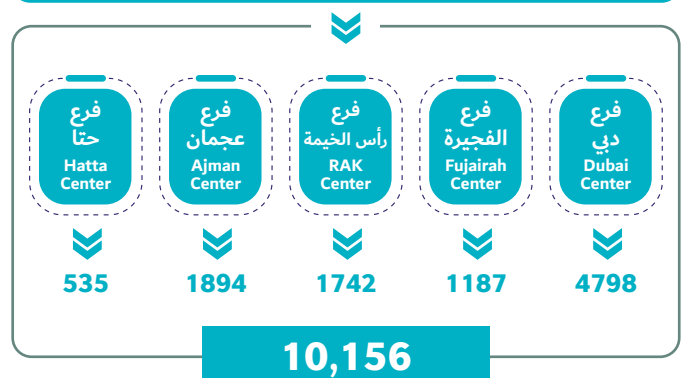 فرع
دبي
Dubai
Center
4798
فرع
الفجيرة
Fujairah
Center
1187
فرع
رأس الخيمة
RAK
Center
1742
فرع
عجمان
Ajman
Center
1894
فرع
حتا
Hatta
Center
535
10,156